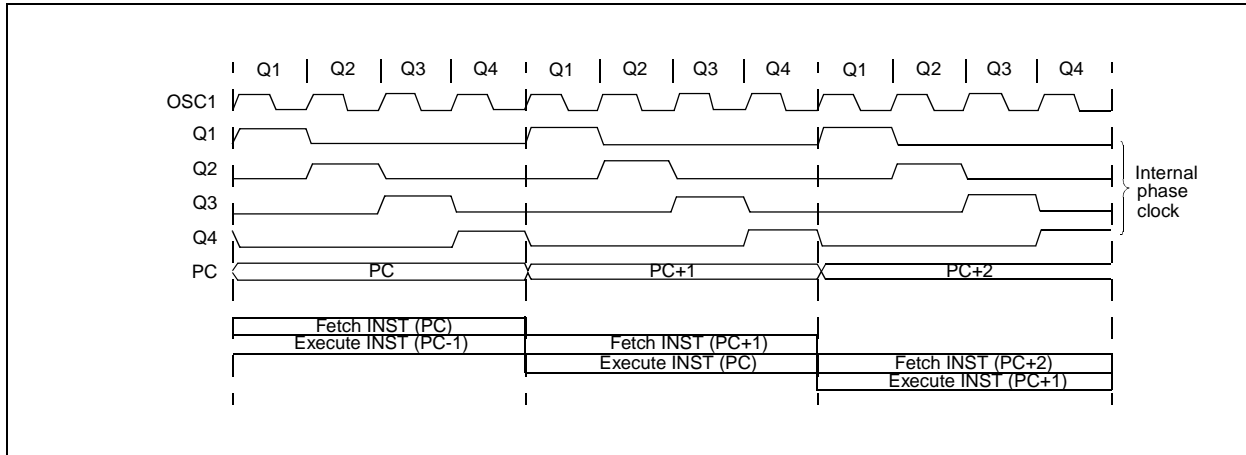 Q1 Q2 Q3 Q4 Q1 Q2 Q3 Q4 Q1 Q2 Q3 Q4
OSC1
Q1
Q2
Q3
Q4
Internal
phase
clock
PC PC PC+1 PC+2
Fetch INST (PC)
Execute INST (PC-1) Fetch INST (PC+1)
Execute INST (PC) Fetch INST (PC+2)
Execute INST (PC+1)